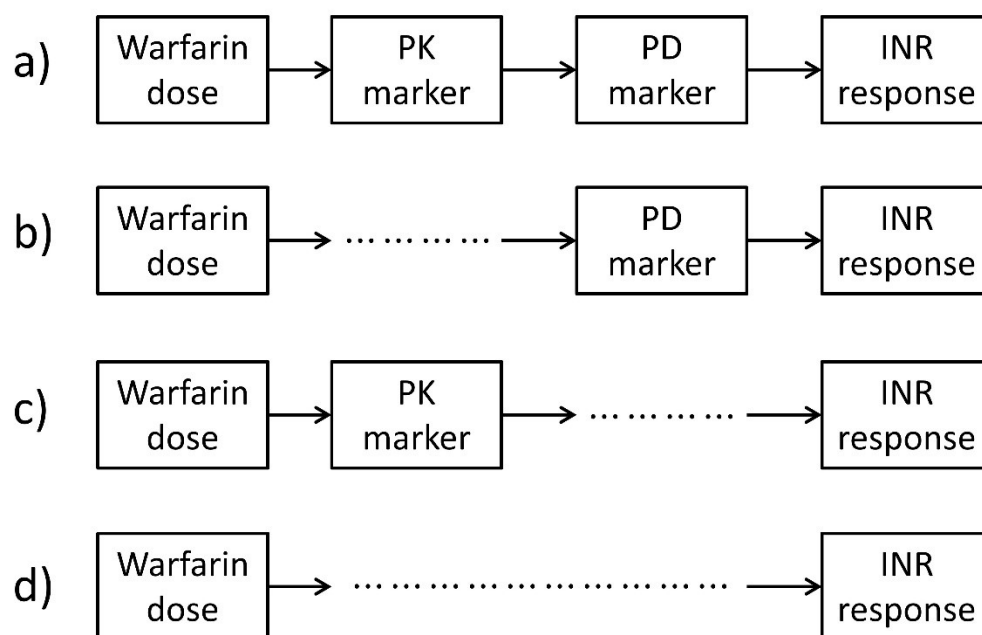 a)
Warfarin
dose
PK
marker
PD
marker
INR
response
b)
Warfarin
dose
... ... ... ...
PD
marker
INR
response
c)
Warfarin
dose
PK
marker
... ... ... ...
INR
response
d)
Warfarin
dose
... ... ... ... ... ... ... ... ... ...
INR
response